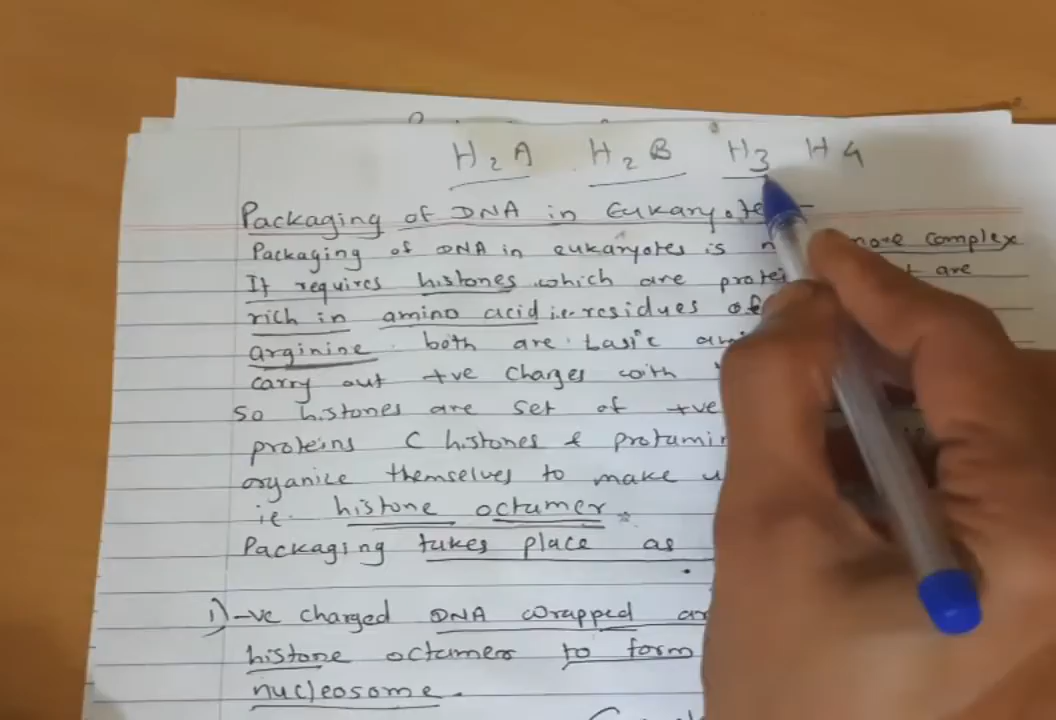 H2A H2B H3 H4
Packaging of DNA in Eukaryote
Packaging of DNA in eukaryotes is more complex
It requires histones which are are
rich in amino acid i.e. residues of
arginine. both are basic
carry out +ve charges with
So histones are set of +ve
proteins C histones &
organize themselves to make
i.e. histone octamer
Packaging takes place as
1) -ve charged DNA wrapped
histone octamers to form
nucleosome.